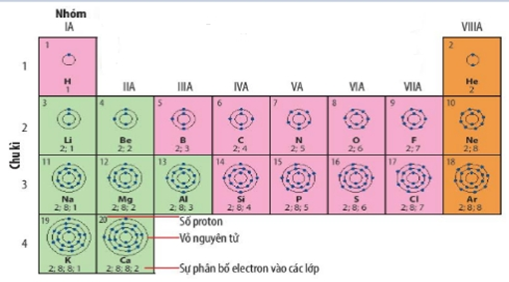 Nhóm
IA
VIIIA
1
H
1
2
He
2
1
IIA
IIIA
IVA
VA
VIA
VIIA
3
Li
2; 1
4
Be
2; 2
5
B
2; 3
6
C
2; 4
7
N
2; 5
8
O
2; 6
9
F
2; 7
10
Ne
2; 8
Chu kì
2
11
Na
2; 8; 1
12
Mg
2; 8; 2
13
Al
2; 8; 3
14
Si
2; 8; 4
15
P
2; 8; 5
16
S
2; 8; 6
17
Cl
2; 8; 7
18
Ar
2; 8; 8
3
19
K
2; 8; 8; 1
20
Ca
2; 8; 8; 2
4
Số proton
Vỏ nguyên tử
Sự phân bố electron vào các lớp